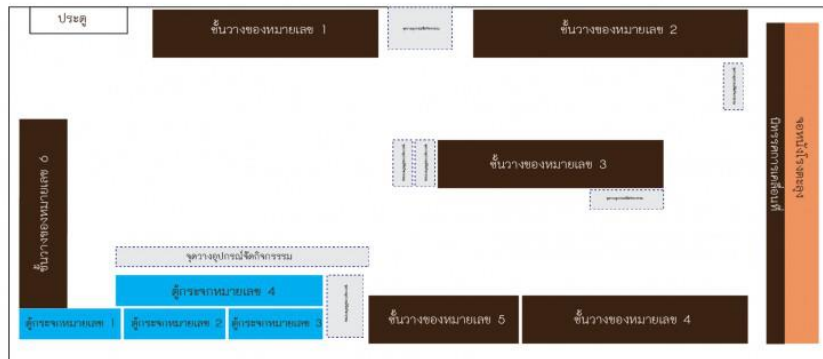 ประตู
ชั้นวางของหมายเลข 1
ชั้นวางของหมายเลข 2
ชั้นวางของหมายเลข 3
นิทรรศการเคลื่อนที่
จอหนังโรงตะลุง
ชั้นวางของหมายเลข 6
จุดวางอุปกรณ์จัดกิจกรรม
ตู้กระจกหมายเลข 4
ตู้กระจกหมายเลข 1
ตู้กระจกหมายเลข 2
ตู้กระจกหมายเลข 3
ชั้นวางของหมายเลข 5
ชั้นวางของหมายเลข 4